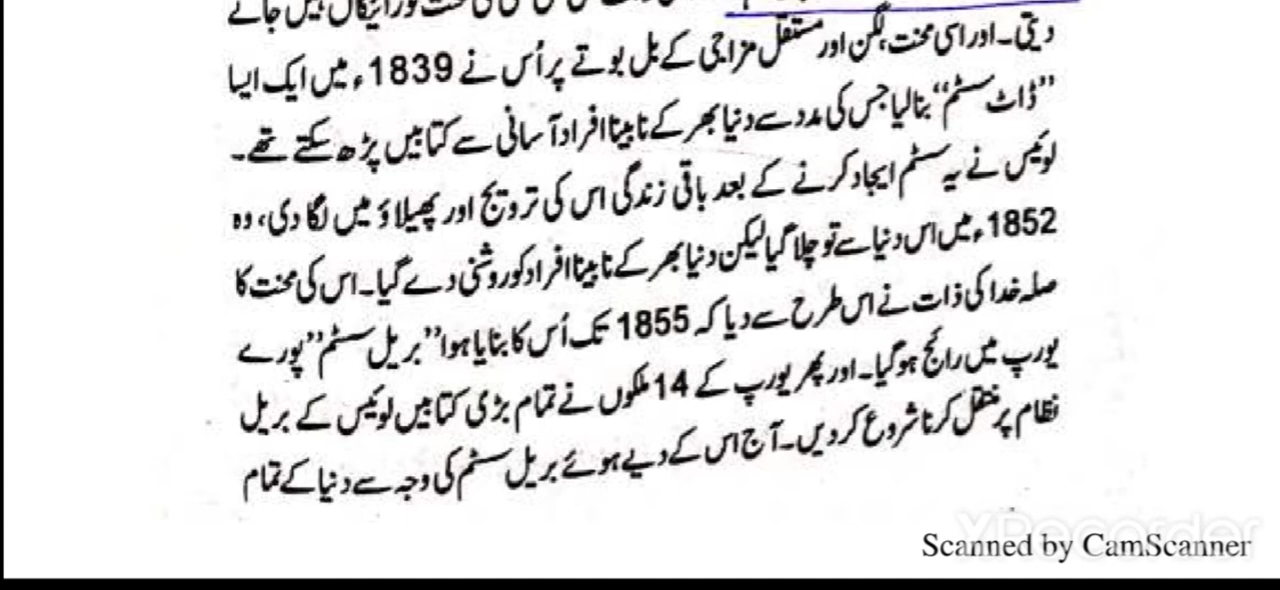 کو رائیگاں نہیں جانے
دیتی۔ اور اسی محنت، لگن اور مستقل مزاجی کے بل بوتے پر اُس نے 1839ء میں ایک ایسا
”ڈاٹ سسٹم“ بنا لیا جس کی مدد سے دنیا بھر کے نابینا افراد آسانی سے کتابیں پڑھ سکتے تھے۔
لوئیس نے یہ سسٹم ایجاد کرنے کے بعد باقی زندگی اس کی ترویج اور پھیلاؤ میں لگا دی، وہ
1852ء میں اس دنیا سے تو چلا گیا لیکن دنیا بھر کے نابینا افراد کو روشنی دے گیا۔ اس کی محنت کا
صلہ خدا کی ذات نے اس طرح سے دیا کہ 1855 تک اُس کا بنایا ہوا ”بریل سسٹم“ پورے
یورپ میں رائج ہو گیا۔ اور پھر یورپ کے 14 ملکوں نے تمام بڑی کتابیں لوئیس کے بریل
نظام پر منتقل کرنا شروع کر دیں۔ آج اس کے دیے ہوئے بریل سسٹم کی وجہ سے دنیا کے تمام
XRecorder
Scanned by CamScanner